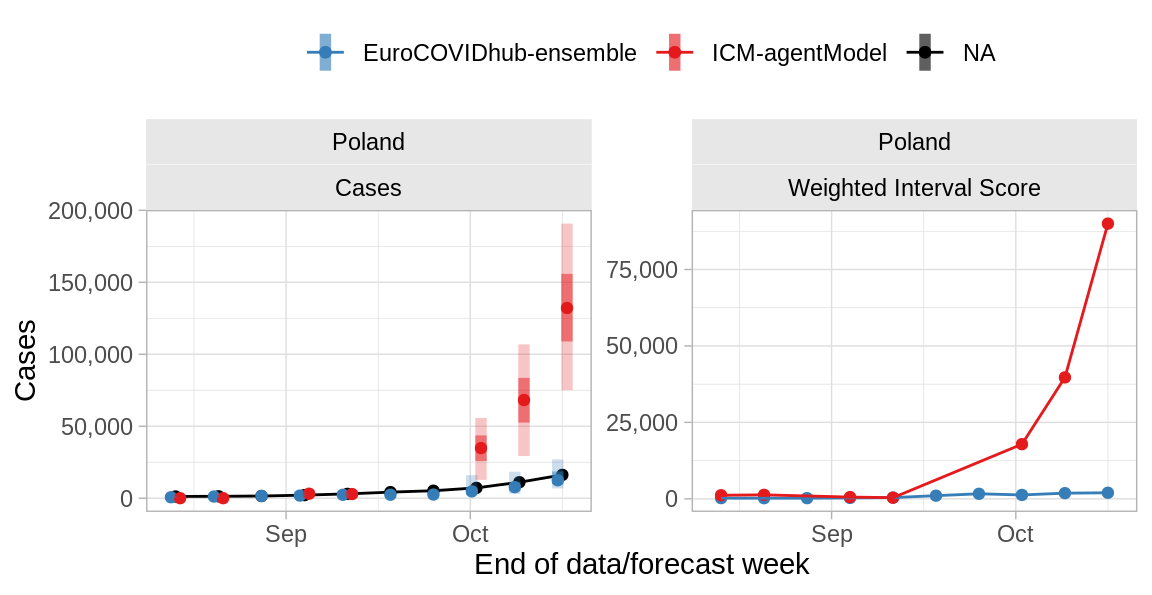 EuroCOVIDhub-ensemble ICM-agentModel NA
Poland Poland
Cases Weighted Interval Score
200,000
150,000
100,000
50,000
0
75,000
50,000
25,000
0
Cases
Sep Oct Sep Oct
End of data/forecast week